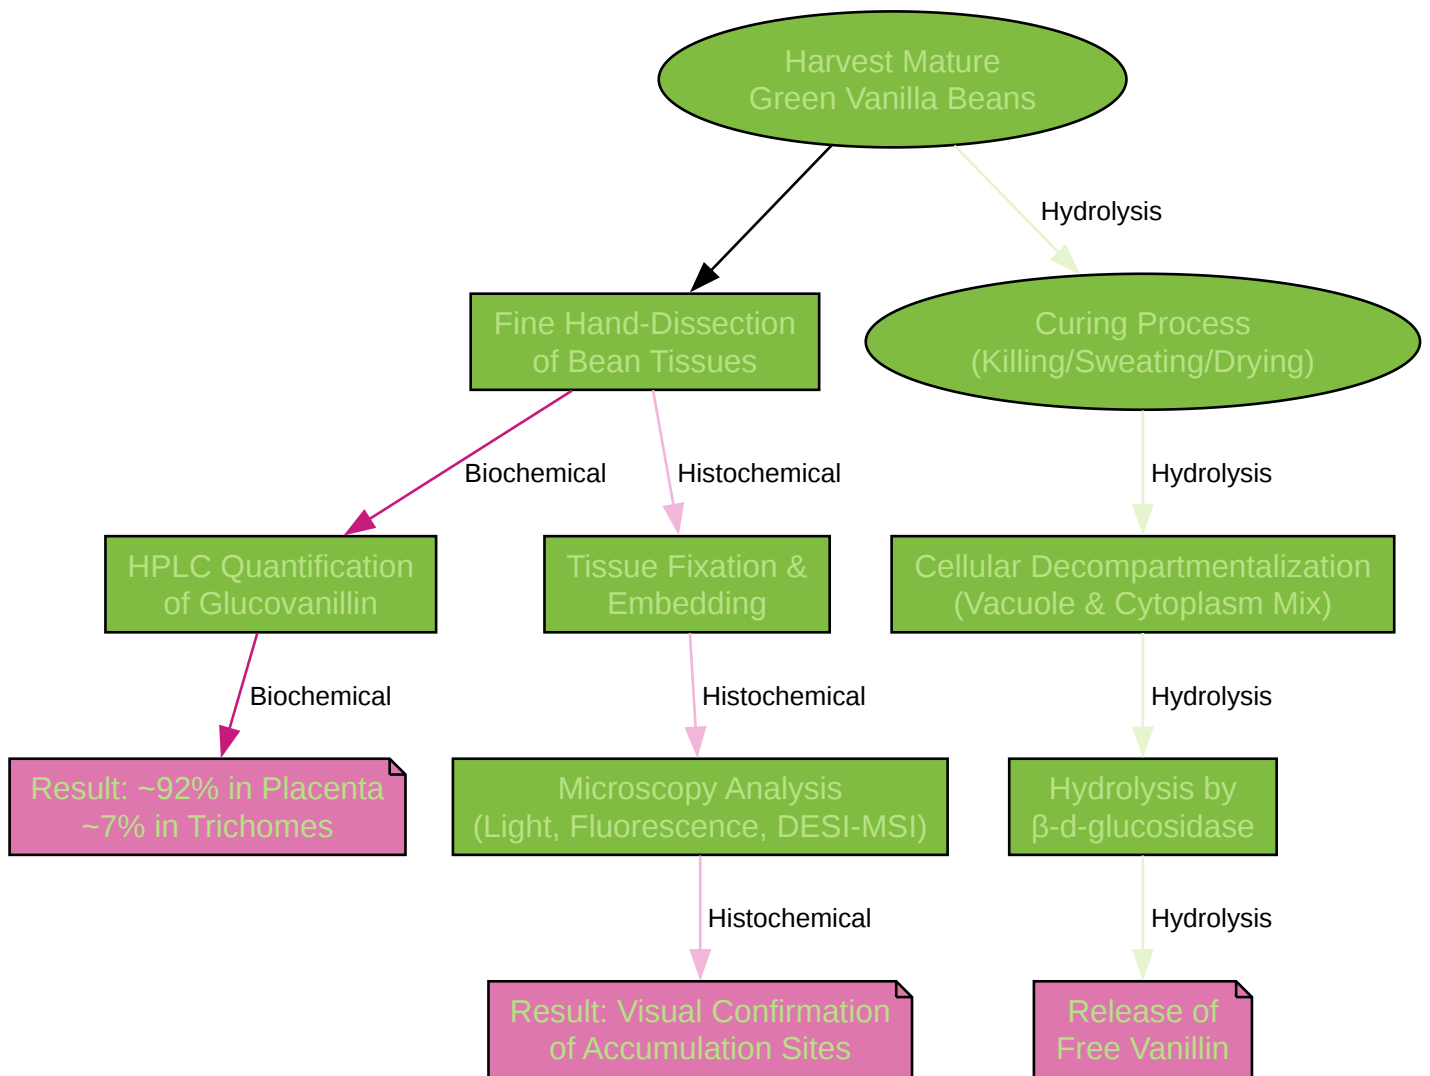 Harvest Mature
Green Vanilla Beans
Hydrolysis
Fine Hand-Dissection
of Bean Tissues
Curing Process
(Killing/Sweating/Drying)
Biochemical
Histochemical
Hydrolysis
HPLC Quantification
of Glucovanillin
Tissue Fixation &
Embedding
Cellular Decompartmentalization
(Vacuole & Cytoplasm Mix)
Biochemical
Histochemical
Hydrolysis
Result: ~92% in Placenta
~7% in Trichomes
Microscopy Analysis
(Light, Fluorescence, DESI-MSI)
Hydrolysis by
β-d-glucosidase
Histochemical
Hydrolysis
Result: Visual Confirmation
of Accumulation Sites
Release of
Free Vanillin